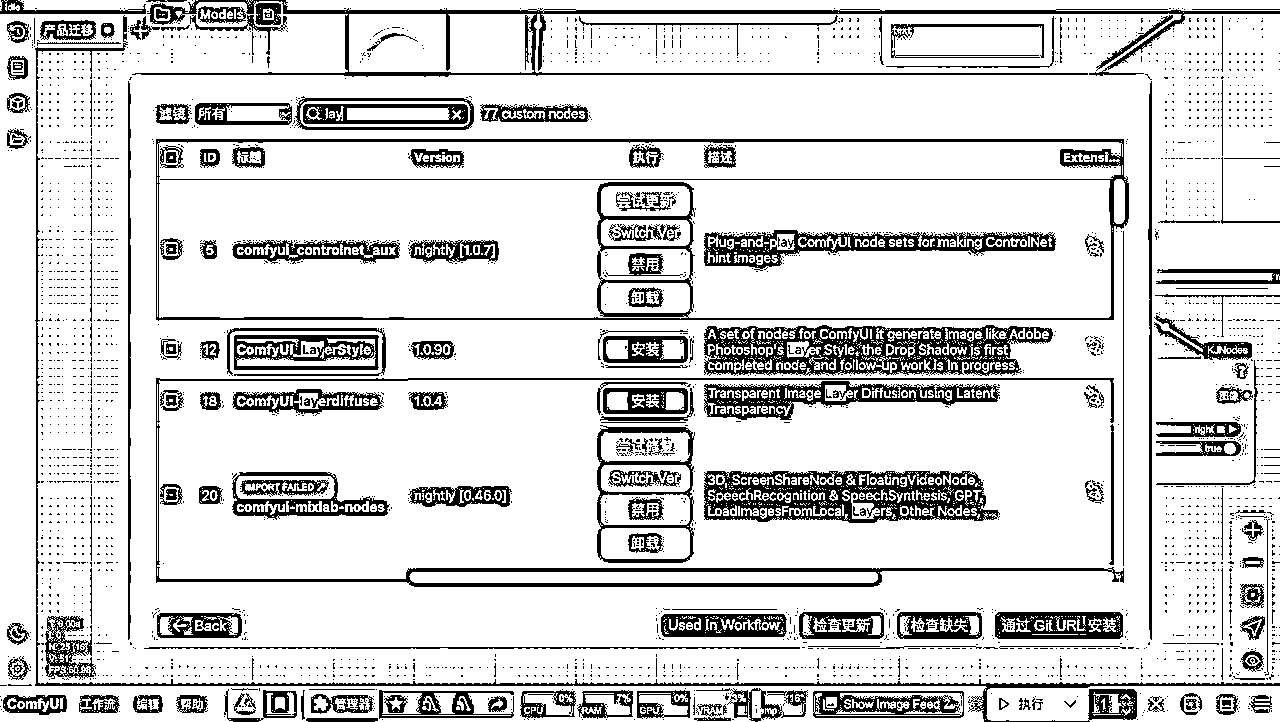 Idle
Models
产品迁移
过滤 所有 lay 77 custom nodes
ID 标题 Version 执行 描述 Extensi...
尝试更新
Switch Ver
禁用
卸载
5 comfyui_controlnet_aux nightly [1.0.7]
Plug-and-play ComfyUI node sets for making ControlNet
hint images
12 ComfyUI_LayerStyle 1.0.90 安装
A set of nodes for ComfyUI it generate image like Adobe
Photoshop's Layer Style. the Drop Shadow is first
completed node, and follow-up work is in progress.
18 ComfyUI-layerdiffuse 1.0.4 安装
Transparent Image Layer Diffusion using Latent
Transparency
尝试修复
Switch Ver
禁用
卸载
20 IMPORT FAILED
comfyui-mixlab-nodes nightly [0.46.0]
3D, ScreenShareNode & FloatingVideoNode,
SpeechRecognition & SpeechSynthesis, GPT,
LoadImagesFromLocal, Layers, Other Nodes, ...
KJNodes
right
true
Back Used In Workflow 检查更新 检查缺失 通过 Git URL 安装
ComfyUI 工作流 编辑 帮助 管理器 CPU 0% RAM 7% GPU 0% VRAM Show Image Feed 执行 1